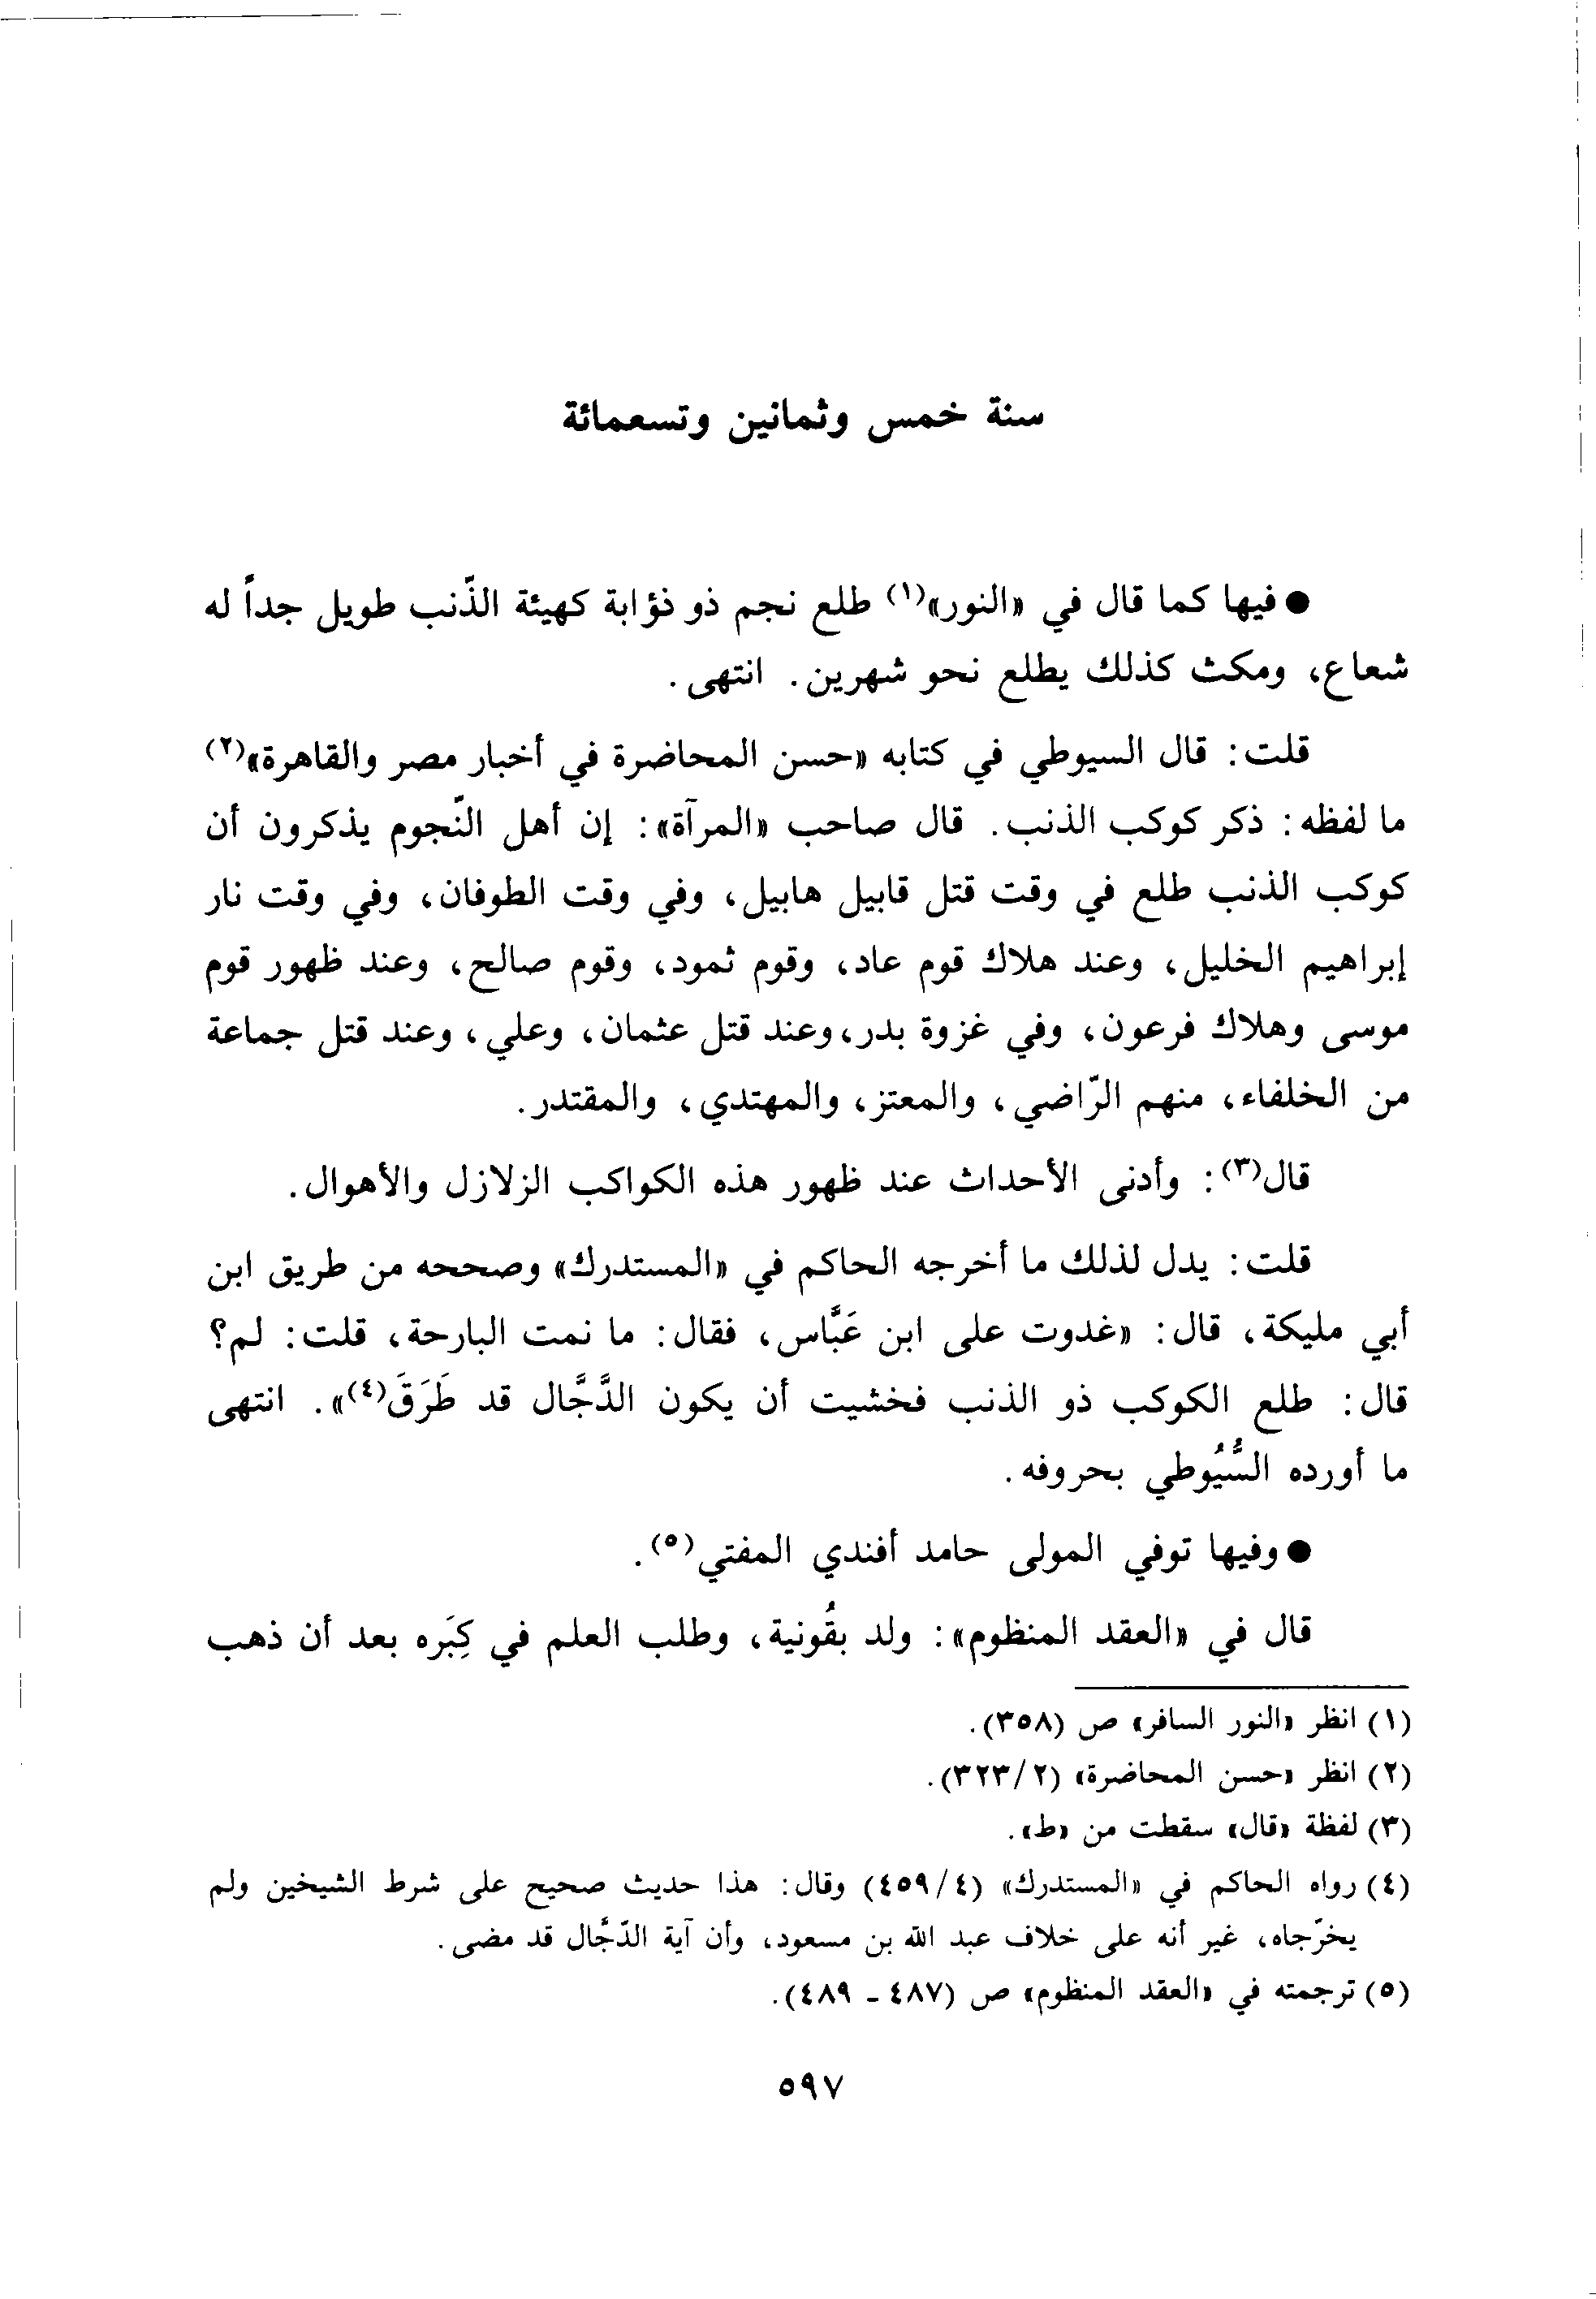 سنة خمس وثمانين وتسعمائة
● فيها كما قال في «النور»(١) طلع نجم ذو ذؤابة كهيئة الذّنب طويل جداً له
شعاع، ومكث كذلك يطلع نحو شهرين. انتهى.
قلت: قال السيوطي في كتابه «حسن المحاضرة في أخبار مصر والقاهرة»(٢)
ما لفظه: ذكر كوكب الذنب. قال صاحب «المرآة»: إن أهل النّجوم يذكرون أن
كوكب الذنب طلع في وقت قتل قابيل هابيل، وفي وقت الطوفان، وفي وقت نار
إبراهيم الخليل، وعند هلاك قوم عاد، وقوم ثمود، وقوم صالح، وعند ظهور قوم
موسى وهلاك فرعون، وفي غزوة بدر، وعند قتل عثمان، وعلي، وعند قتل جماعة
من الخلفاء، منهم الرّاضي، والمعتز، والمهتدي، والمقتدر.
قال(٣): وأدنى الأحداث عند ظهور هذه الكواكب الزلازل والأهوال.
قلت: يدل لذلك ما أخرجه الحاكم في «المستدرك» وصححه من طريق ابن
أبي مليكة، قال: «غدوت على ابن عَبَّاس، فقال: ما نمت البارحة، قلت: لم؟
قال: طلع الكوكب ذو الذنب فخشيت أن يكون الدَّجَّال قد طَرَقَ(٤)». انتهى
ما أورده السُّيُوطي بحروفه.
● وفيها توفي المولى حامد أفندي المفتي(٥).
قال في «العقد المنظوم»: ولد بقُونية، وطلب العلم في كِبَره بعد أن ذهب
(١) انظر «النور السافر» ص (٣٥٨).
(٢) انظر «حسن المحاضرة» (٢/٣٢٣).
(٣) لفظة «قال» سقطت من «ط».
(٤) رواه الحاكم في «المستدرك» (٤/٤٥٩) وقال: هذا حديث صحيح على شرط الشيخين ولم
يخرّجاه، غير أنه على خلاف عبد الله بن مسعود، وأن آية الدّجَّال قد مضى.
(٥) ترجمته في «العقد المنظوم» ص (٤٨٧ - ٤٨٩).
٥٩٧